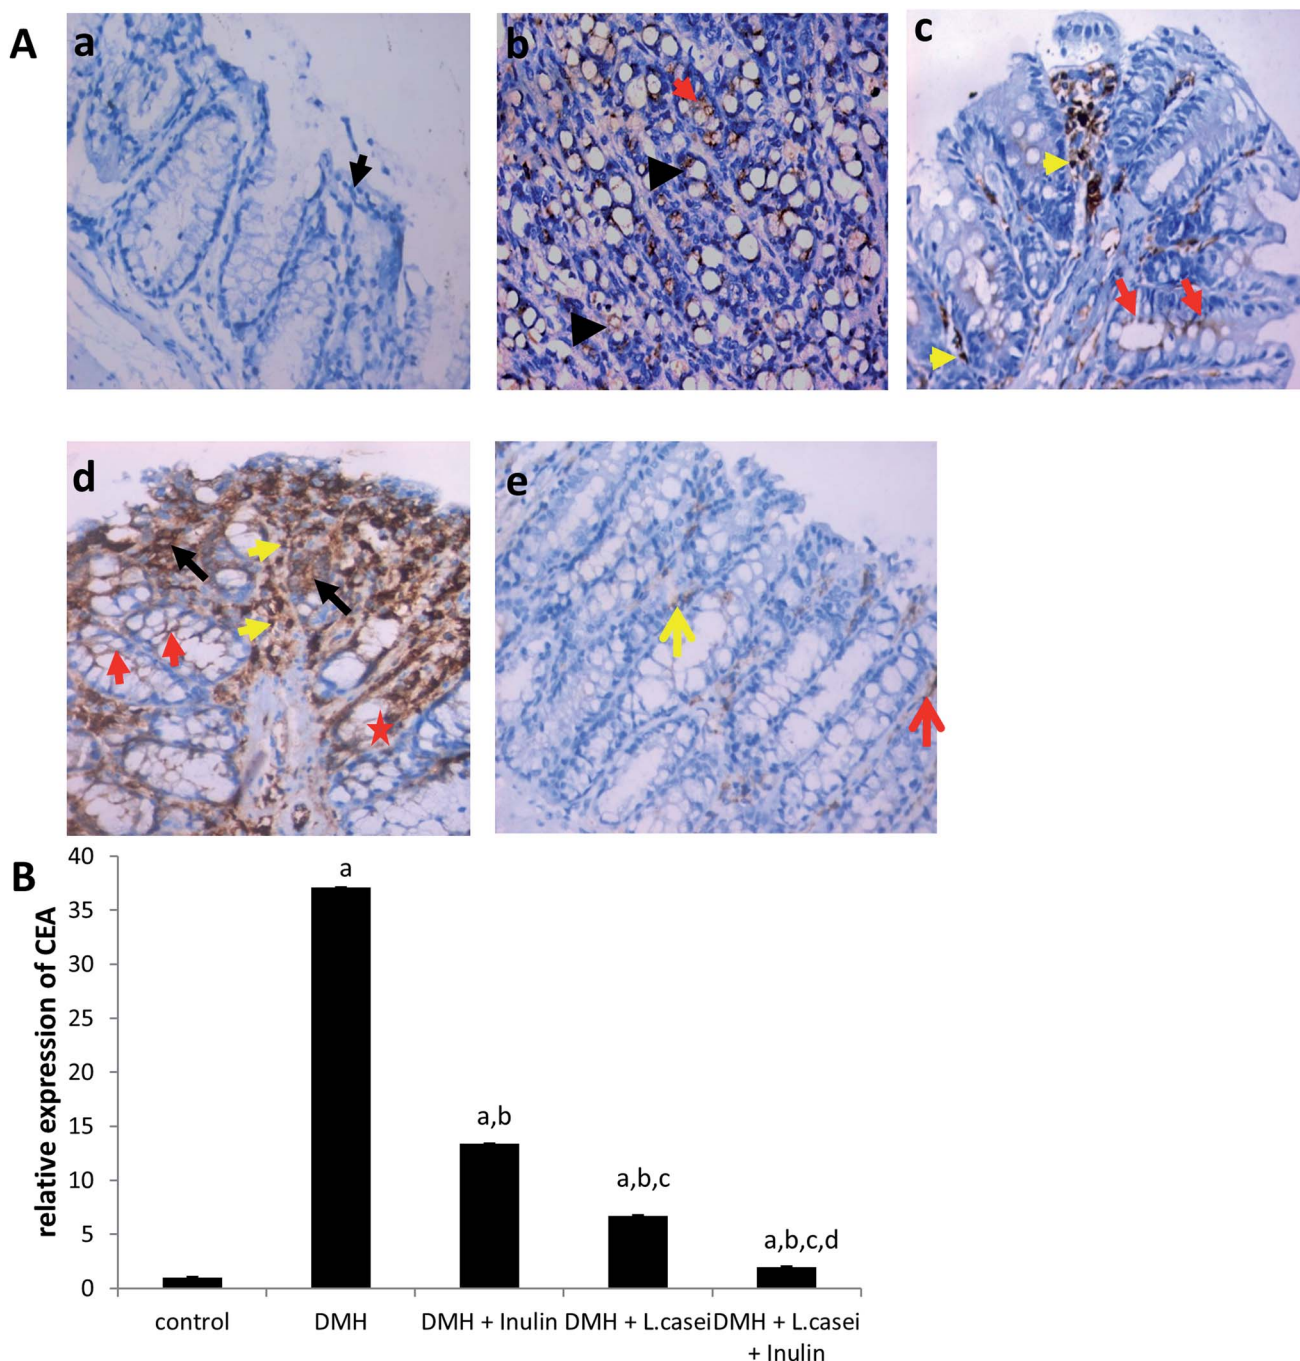 A
a
b
c
d
e
B
relative expression of CEA
40
35
30
25
20
15
10
5
0
a
a,b
a,b,c
a,b,c,d
control
DMH
DMH + Inulin
DMH + L.casei
DMH + L.casei
+ Inulin